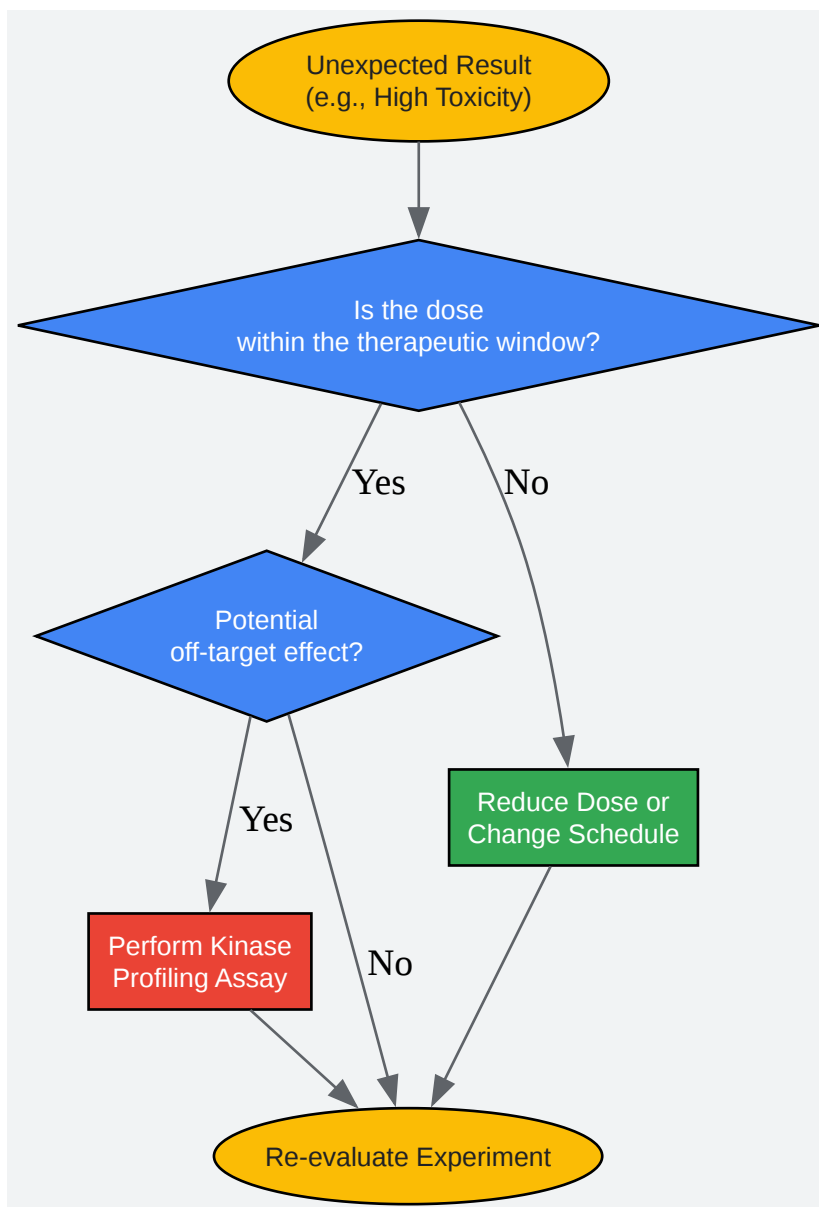 Unexpected Result
(e.g., High Toxicity)
Is the dose
within the therapeutic window?
Yes
No
Potential
off-target effect?
Reduce Dose or
Change Schedule
Yes
Perform Kinase
Profiling Assay
No
Re-evaluate Experiment